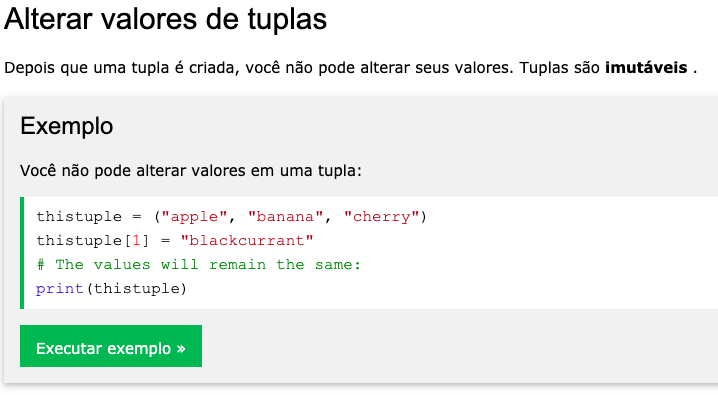 Alterar valores de tuplas
Depois que uma tupla é criada, você não pode alterar seus valores. Tuplas são imutáveis .
Exemplo
Você não pode alterar valores em uma tupla:
thistuple = ("apple", "banana", "cherry")
thistuple[1] = "blackcurrant"
# The values will remain the same:
print(thistuple)
Executar exemplo »